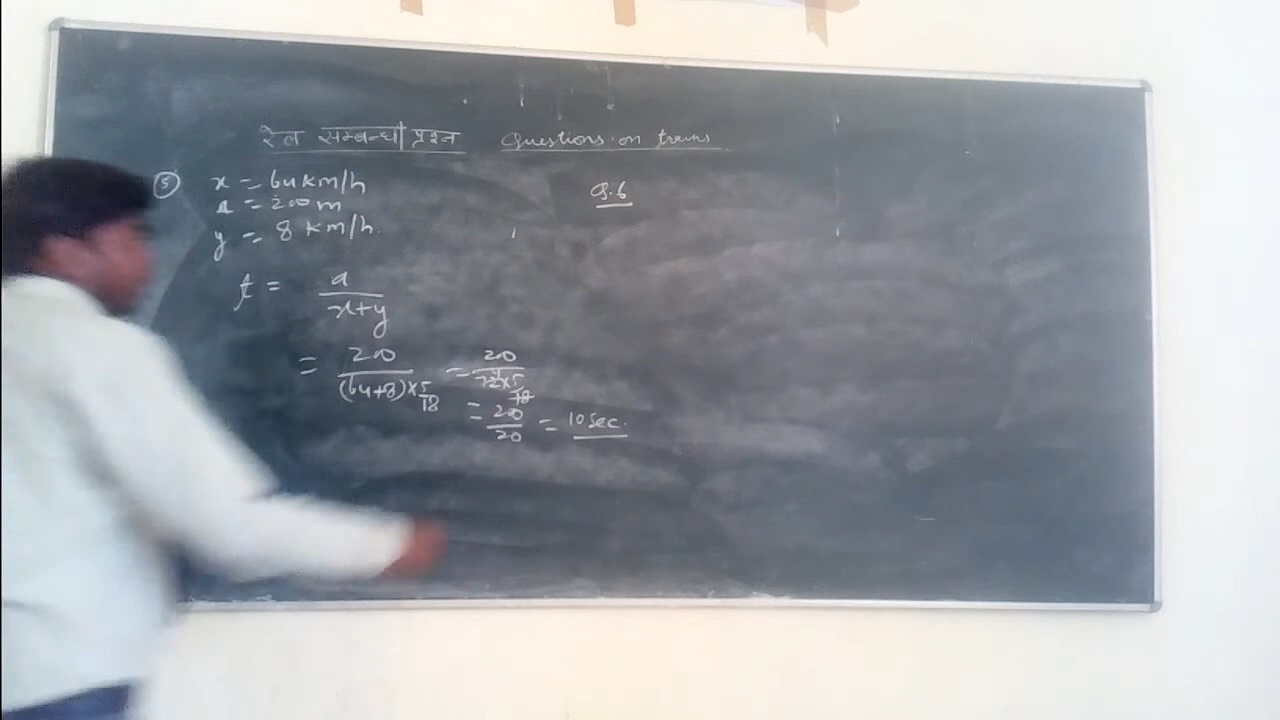 रेल सम्बन्धी प्रश्न Questions on trains
⑤ x = 64 km/h
a = 200 m
y = 8 km/h.
Q.6
t = a / x+y
= 200 / (64+8)×5/18 = 200 / 72×5/18
= 200/20 = 10 sec.